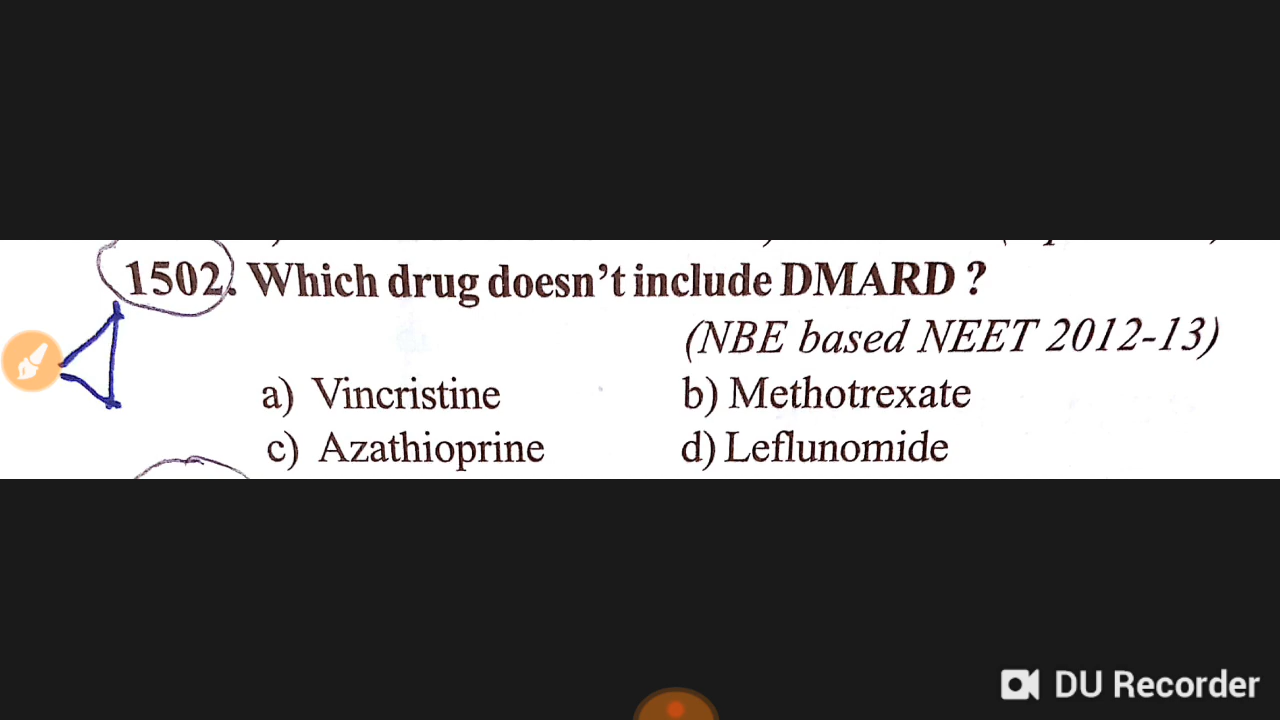 1502. Which drug doesn't include DMARD ?
(NBE based NEET 2012-13)
a) Vincristine b) Methotrexate
c) Azathioprine d) Leflunomide
DU Recorder